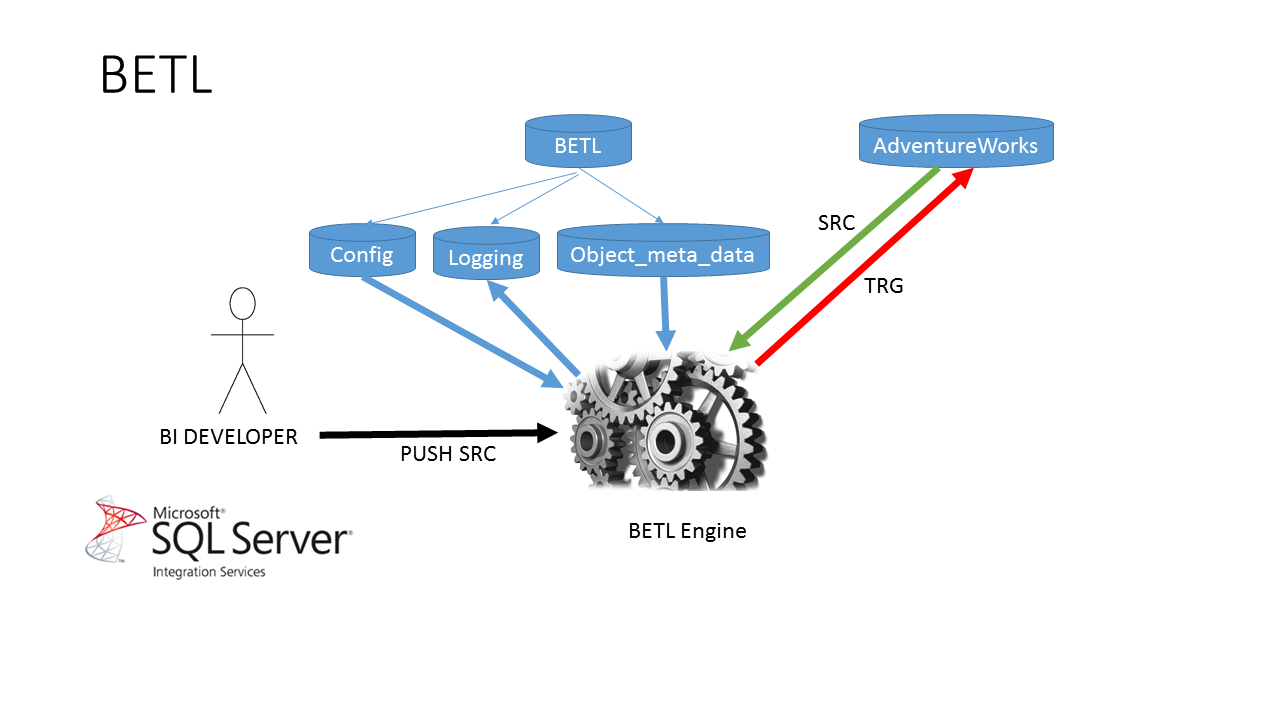 BETL
BETL
AdventureWorks
Config
Logging
Object_meta_data
SRC
TRG
BI DEVELOPER
PUSH SRC
Microsoft®
SQL Server®
™
Integration Services
BETL Engine